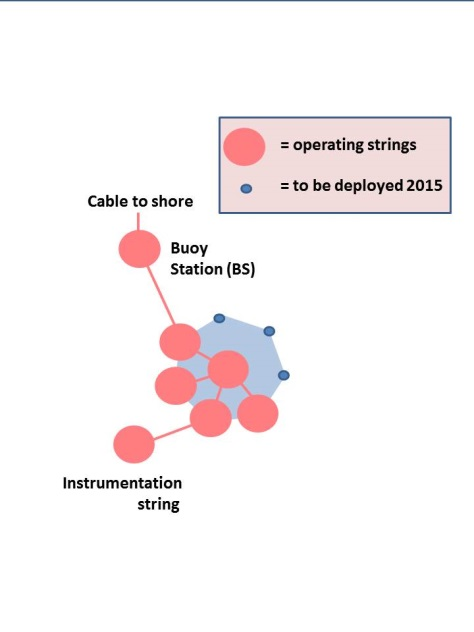 = operating strings
= to be deployed 2015
Cable to shore
Buoy
Station (BS)
Instrumentation
string